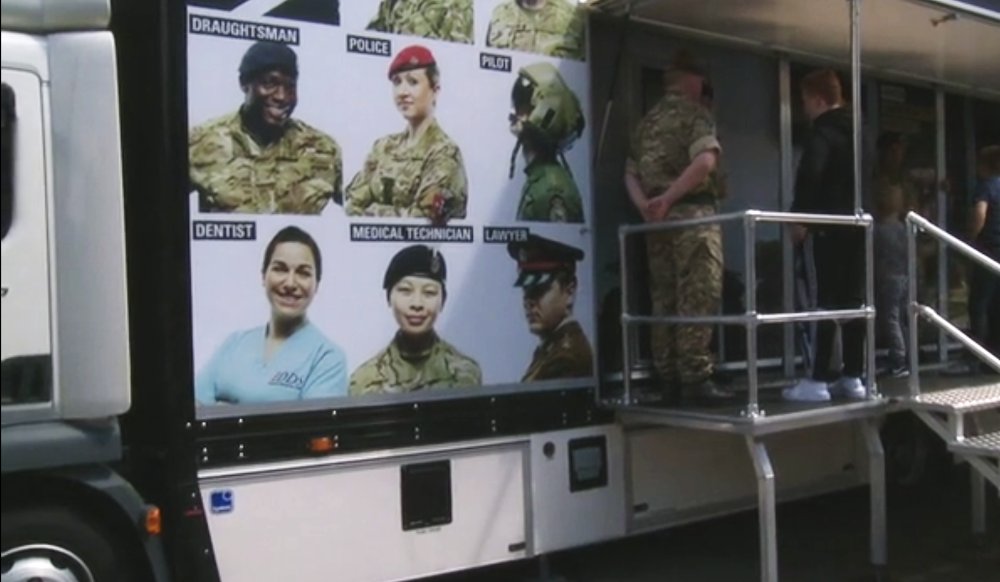 DRAUGHTSMAN
POLICE
PILOT
DENTIST
MEDICAL TECHNICIAN
LAWYER